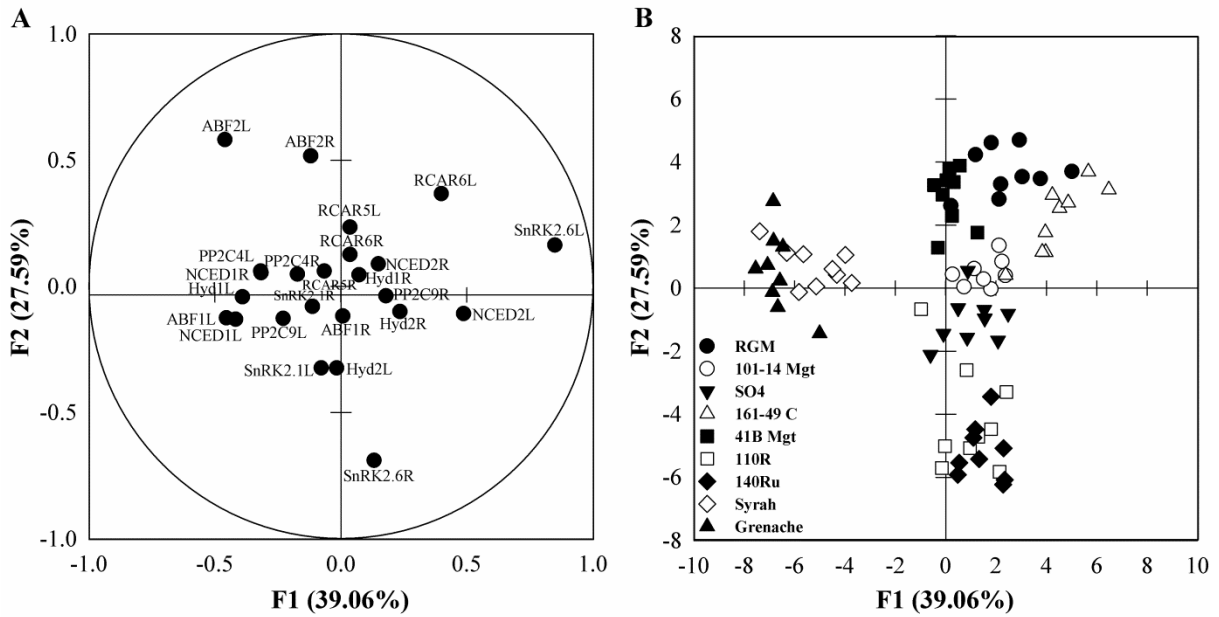 A
1.0
0.5
0.0
-0.5
-1.0
-1.0
-0.5
0.0
0.5
1.0
F2 (27.59%)
F1 (39.06%)
ABF2L
ABF2R
RCAR6L
RCAR5L
SnRK2.6L
RCAR6R
PP2C4L
PP2C4R
NCED2R
NCED1R
RCAR5R
Hyd1R
Hyd1L
SnRK2.1R
PP2C9R
ABF1L
PP2C9L
ABF1R
Hyd2R
NCED2L
NCED1L
SnRK2.1L
Hyd2L
SnRK2.6R
B
8
6
4
2
0
-2
-4
-6
-8
-10
-8
-6
-4
-2
0
2
4
6
8
10
F2 (27.59%)
F1 (39.06%)
RGM
101-14 Mgt
SO4
161-49 C
41B Mgt
110R
140Ru
Syrah
Grenache